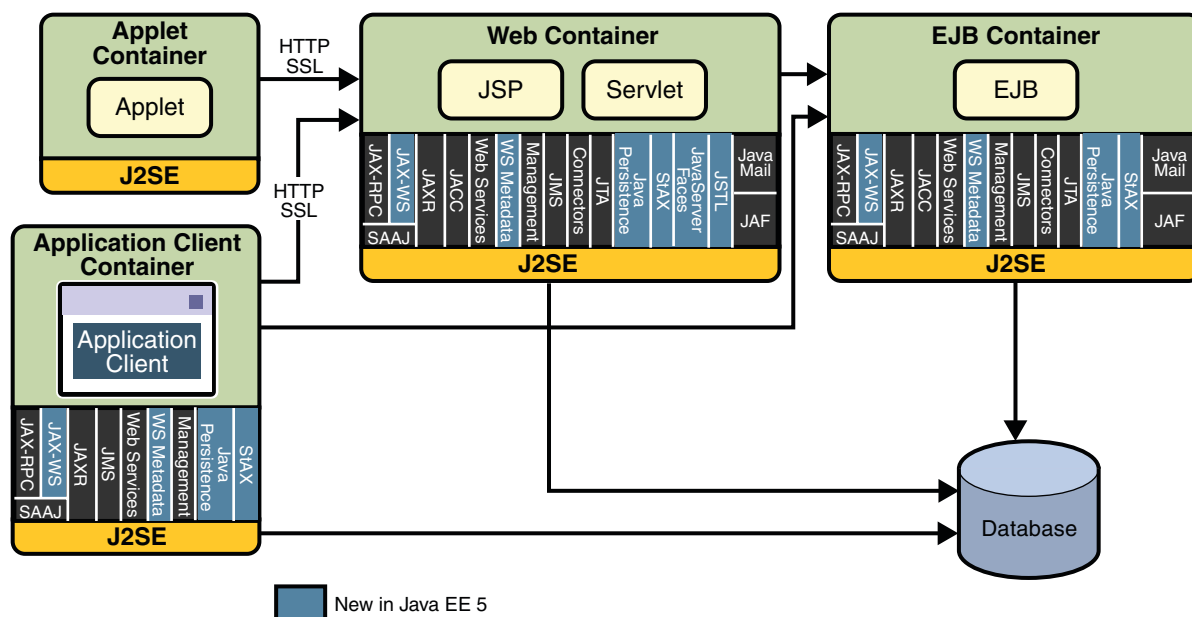 Applet
Container
Applet
J2SE
HTTP
SSL
HTTP
SSL
Web Container
JSP
Servlet
JAX-RPC
JAX-WS
SAAJ
JAXR
JACC
Web Services
WS Metadata
Management
JMS
Connectors
JTA
Java
Persistence
StAX
JavaServer
Faces
JSTL
Java
Mail
JAF
J2SE
EJB Container
EJB
JAX-RPC
JAX-WS
SAAJ
JAXR
JACC
Web Services
WS Metadata
Management
JMS
Connectors
JTA
Java
Persistence
StAX
Java
Mail
JAF
J2SE
Application Client
Container
Application
Client
JAX-RPC
JAX-WS
SAAJ
JAXR
JMS
Web Services
WS Metadata
Management
Java
Persistence
StAX
J2SE
Database
New in Java EE 5